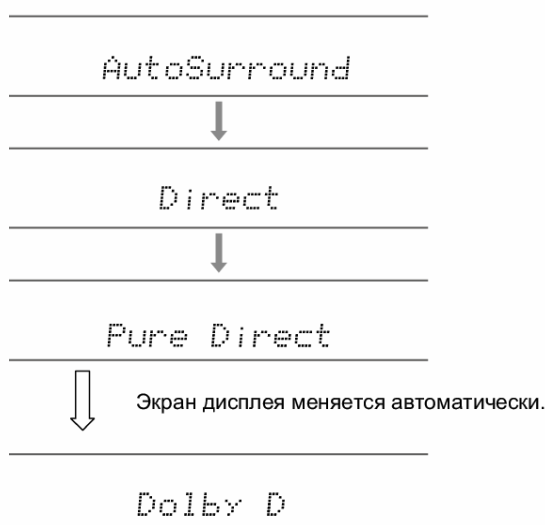 AutoSurround
Direct
Pure Direct
Экран дисплея меняется автоматически.
Dolby D